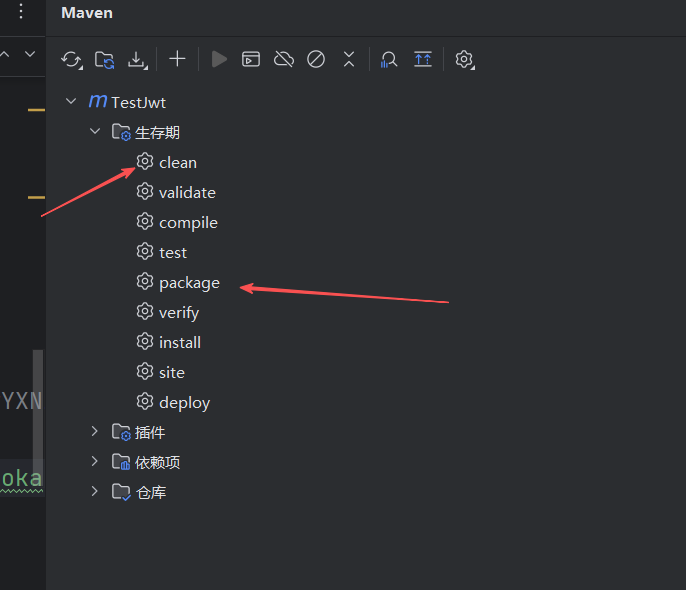 Maven
TestJwt
生存期
clean
validate
compile
test
package
verify
install
site
deploy
插件
依赖项
仓库
YXN
oka